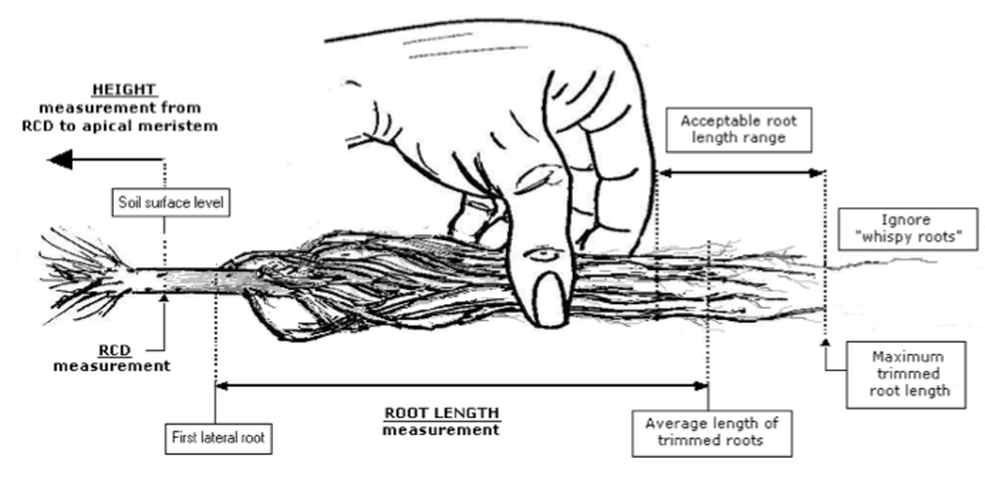 HEIGHT
measurement from
RCD to apical meristem
Soil surface level
RCD
measurement
First lateral root
ROOT LENGTH
measurement
Acceptable root
length range
Ignore
"whispy roots"
Maximum
trimmed
root length
Average length of
trimmed roots